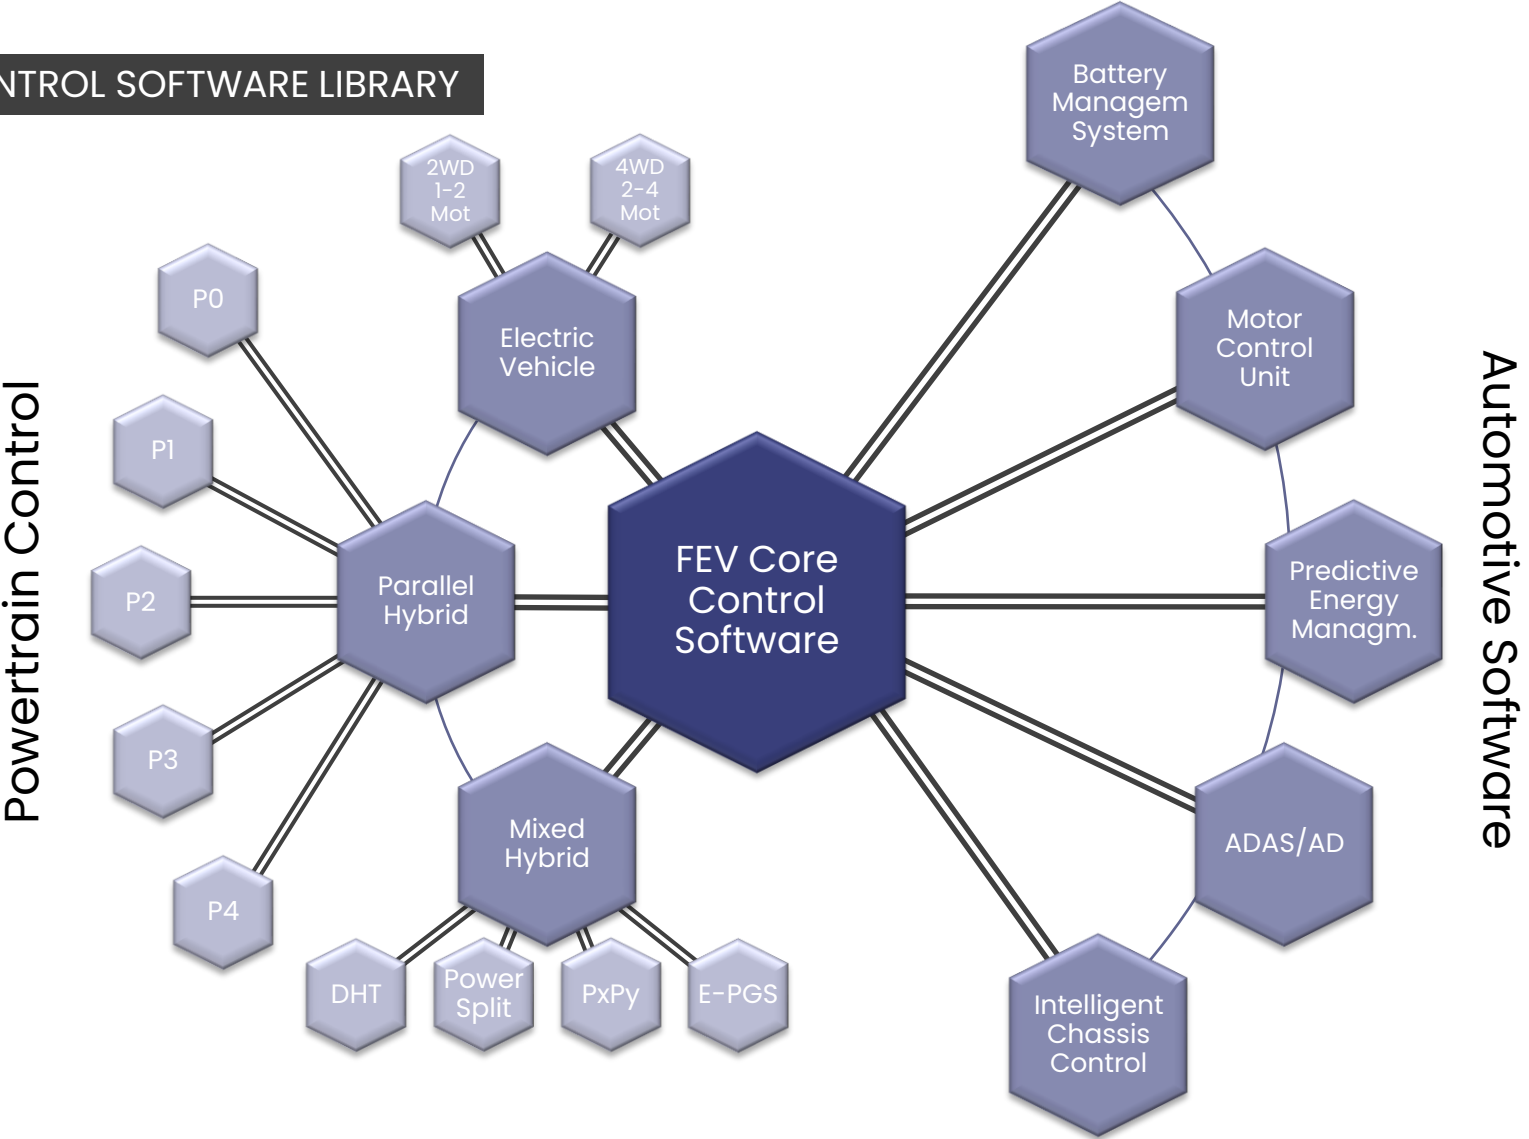 NTROL SOFTWARE LIBRARY
Battery
Managem
System
2WD
1-2
Mot
4WD
2-4
Mot
P0
Electric
Vehicle
Motor
Control
Unit
P1
Powertrain Control
P2
Parallel
Hybrid
FEV Core
Control
Software
Predictive
Energy
Managm.
Automotive Software
P3
Mixed
Hybrid
ADAS/AD
P4
DHT
Power
Split
PxPy
E-PGS
Intelligent
Chassis
Control